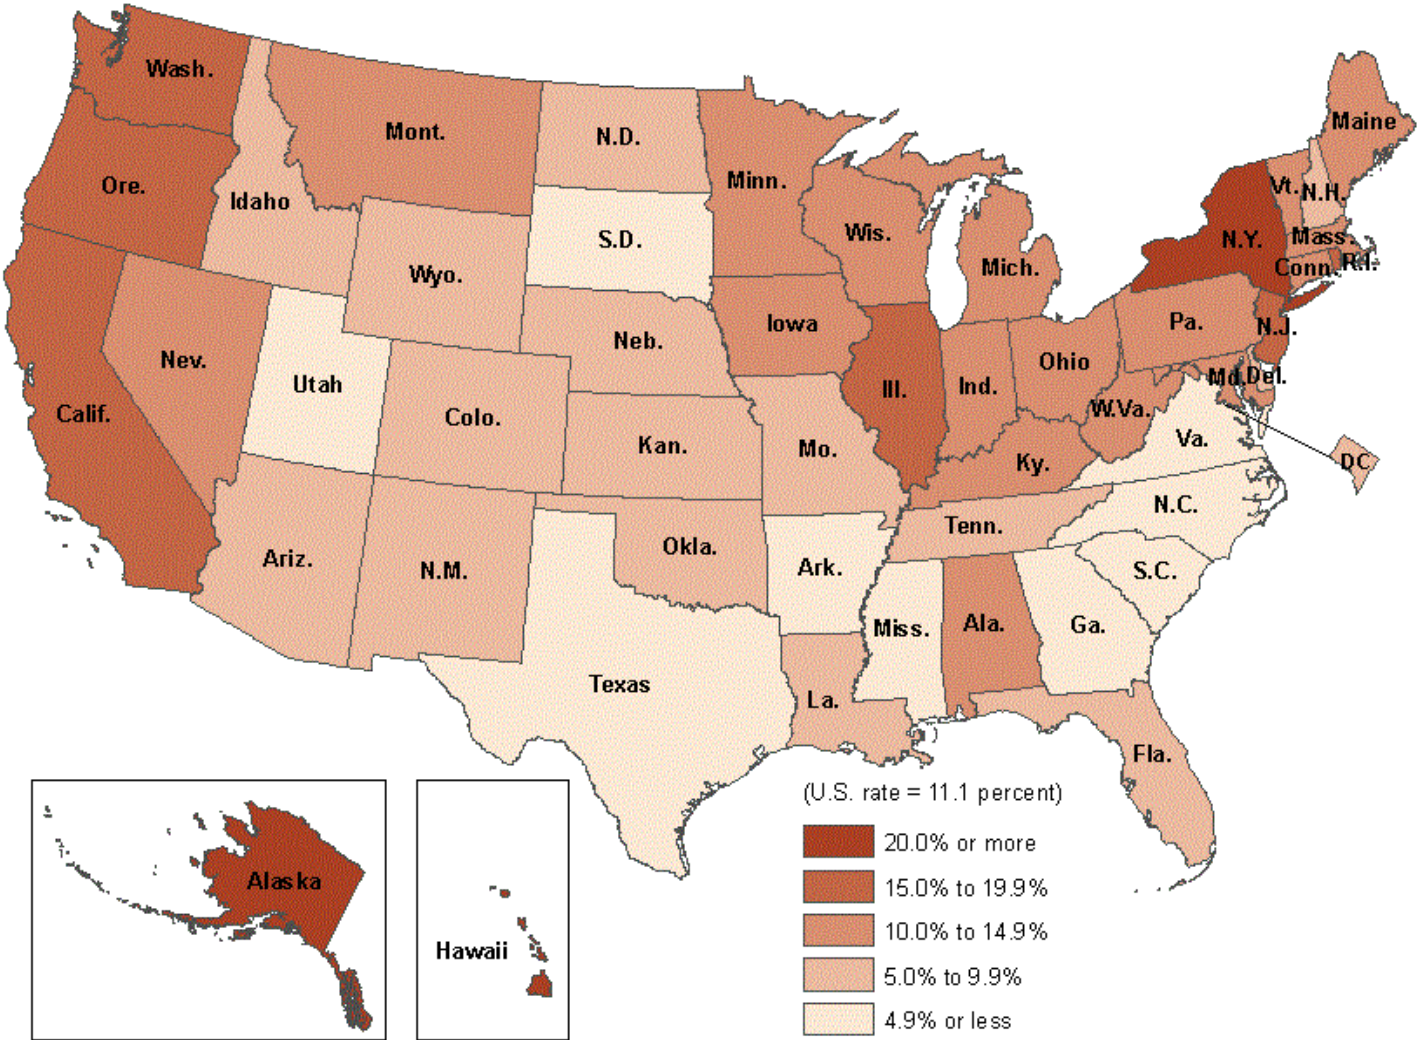 Wash.
Mont.
N.D.
Minn.
Maine
Ore.
Idaho
Vt.
N.H.
Wyo.
S.D.
Wis.
Mich.
N.Y.
Mass.
Conn.
R.I.
Nev.
Utah
Neb.
Iowa
Ill.
Ind.
Ohio
Pa.
N.J.
Md.
Del.
Calif.
Colo.
Kan.
Mo.
Ky.
W.Va.
Va.
DC
Ariz.
N.M.
Okla.
Ark.
Tenn.
N.C.
S.C.
Texas
La.
Miss.
Ala.
Ga.
Fla.
Alaska
Hawaii
(U.S. rate = 11.1 percent)
20.0% or more
15.0% to 19.9%
10.0% to 14.9%
5.0% to 9.9%
4.9% or less